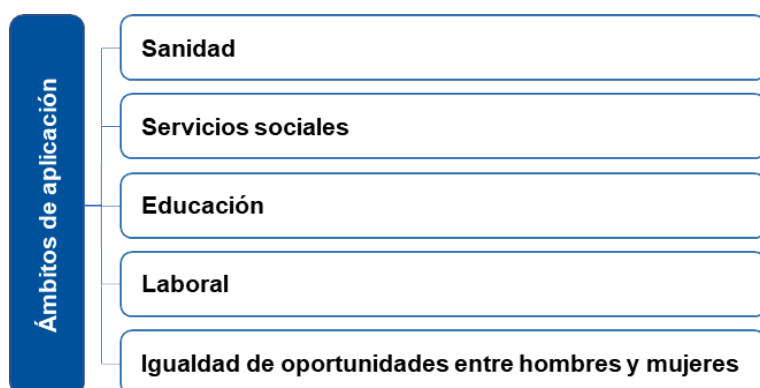 Ámbitos de aplicación
Sanidad
Servicios sociales
Educación
Laboral
Igualdad de oportunidades entre hombres y mujeres